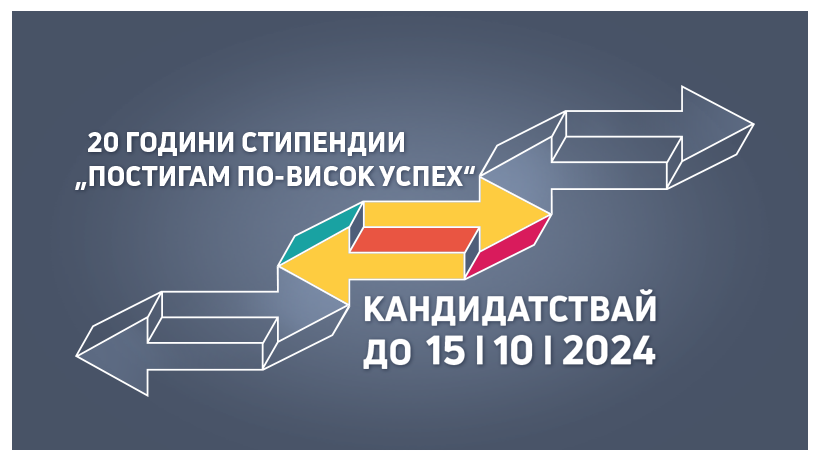 20 ГОДИНИ СТИПЕНДИИ
„ПОСТИГАМ ПО-ВИСОК УСПЕХ“
КАНДИДАТСТВАЙ
ДО 15 | 10 | 2024